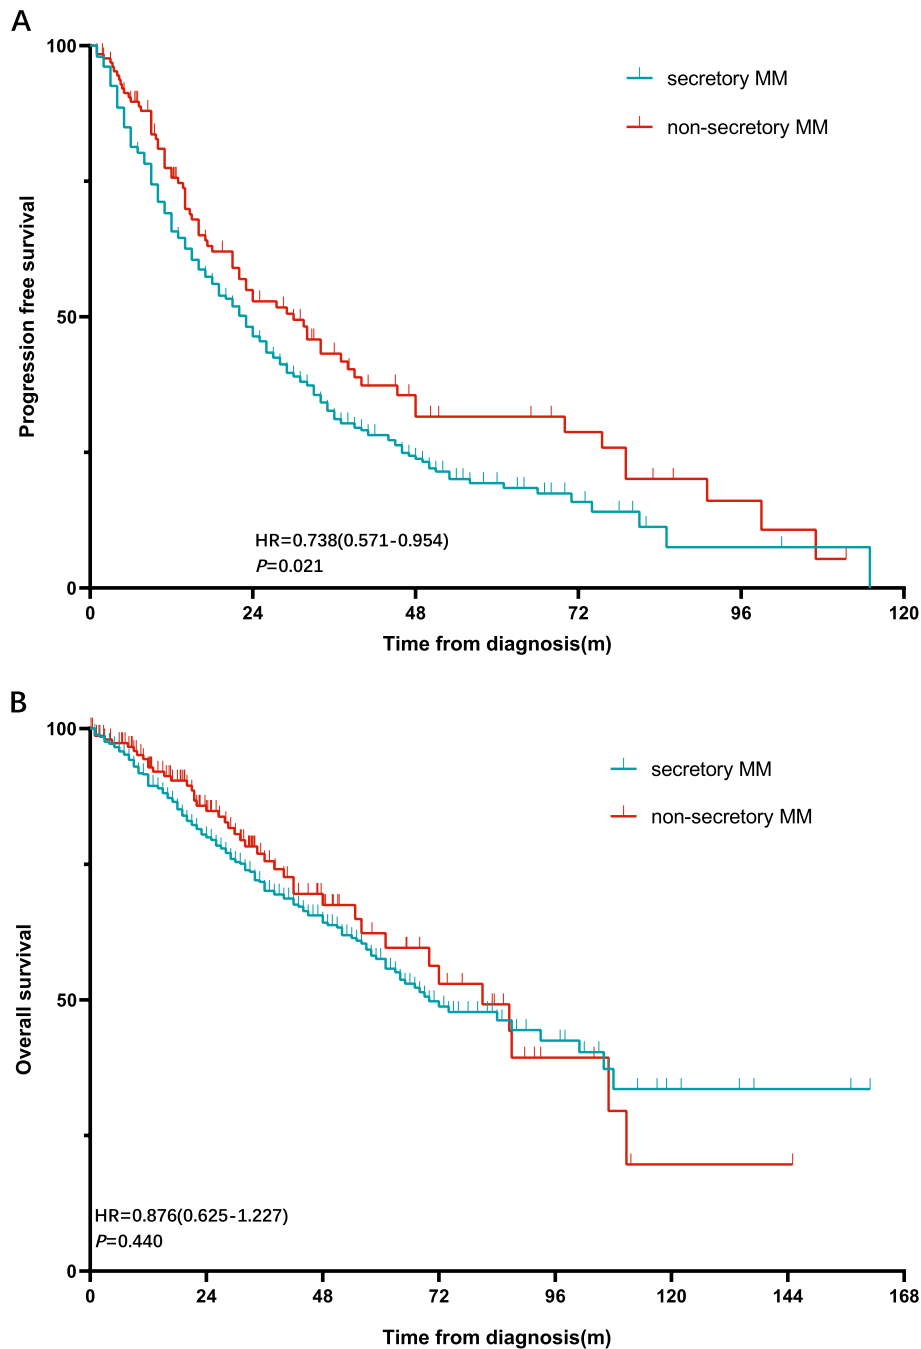 A
100
50
0
Progression free survival
secretory MM
non-secretory MM
HR=0.738(0.571-0.954)
P=0.021
0 24 48 72 96 120
Time from diagnosis(m)
B
100
50
0
Overall survival
secretory MM
non-secretory MM
HR=0.876(0.625-1.227)
P=0.440
0 24 48 72 96 120 144 168
Time from diagnosis(m)